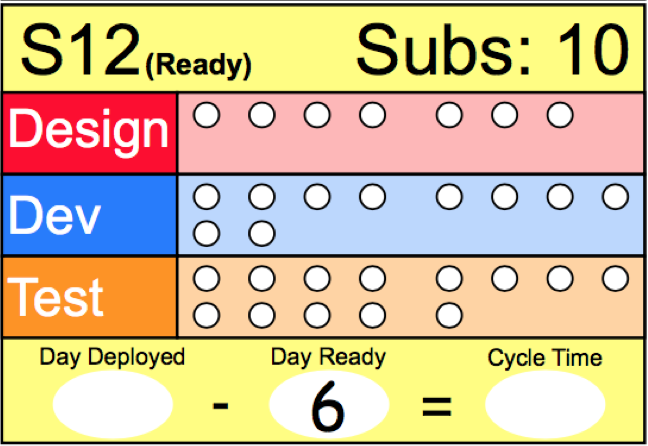 S12(Ready) Subs: 10
Design
Dev
Test
Day Deployed Day Ready Cycle Time
- 6 =